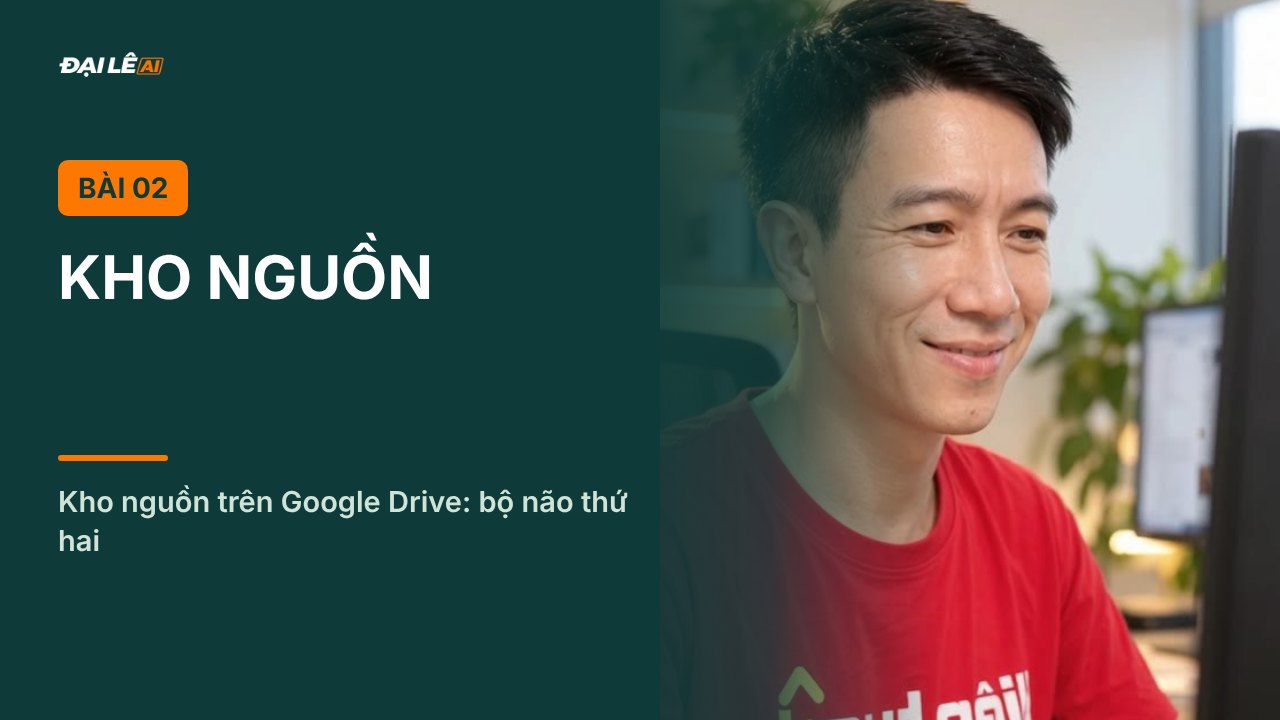 ĐẠI LÊ AI
BÀI 02
KHO NGUỒN
Kho nguồn trên Google Drive: bộ não thứ
hai